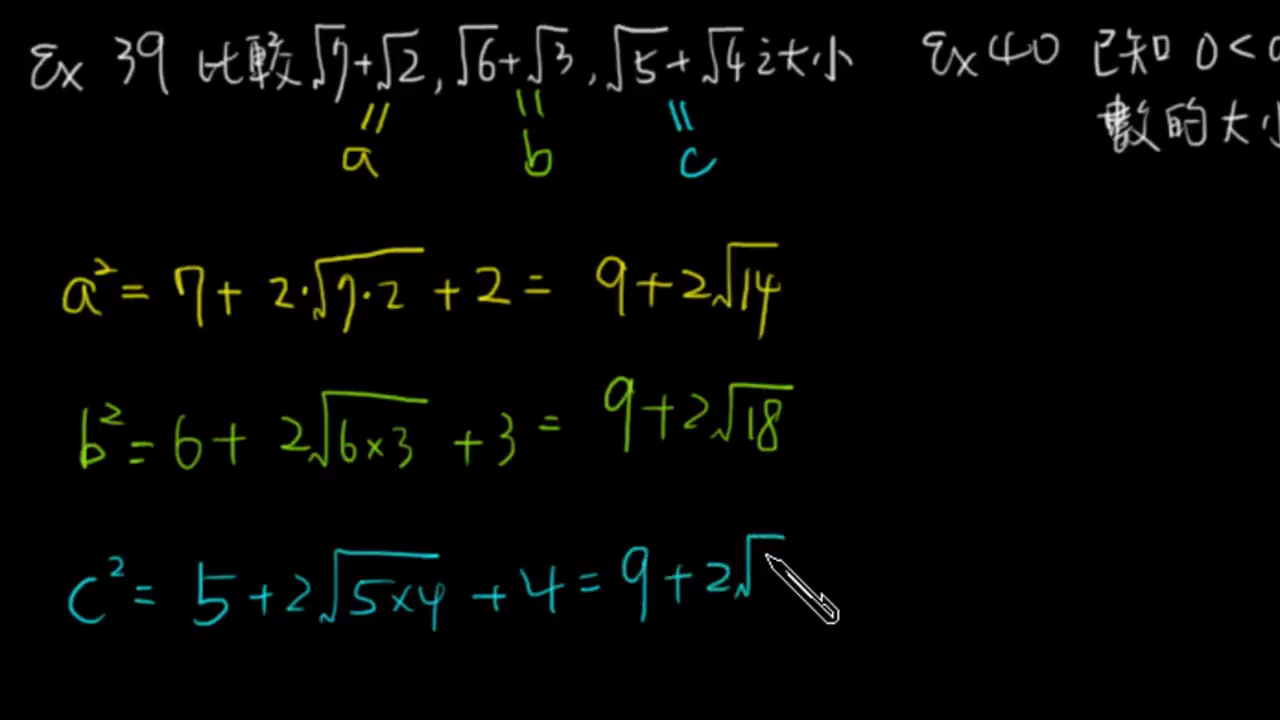 Ex 39 比較√7+√2, √6+√3, √5+√4之大小
Ex 40 已知 0<a
數的大小
= = =
a b c
a² = 7 + 2·√7·2 + 2 = 9 + 2√14
b² = 6 + 2√6×3 + 3 = 9 + 2√18
c² = 5 + 2√5×4 + 4 = 9 + 2√